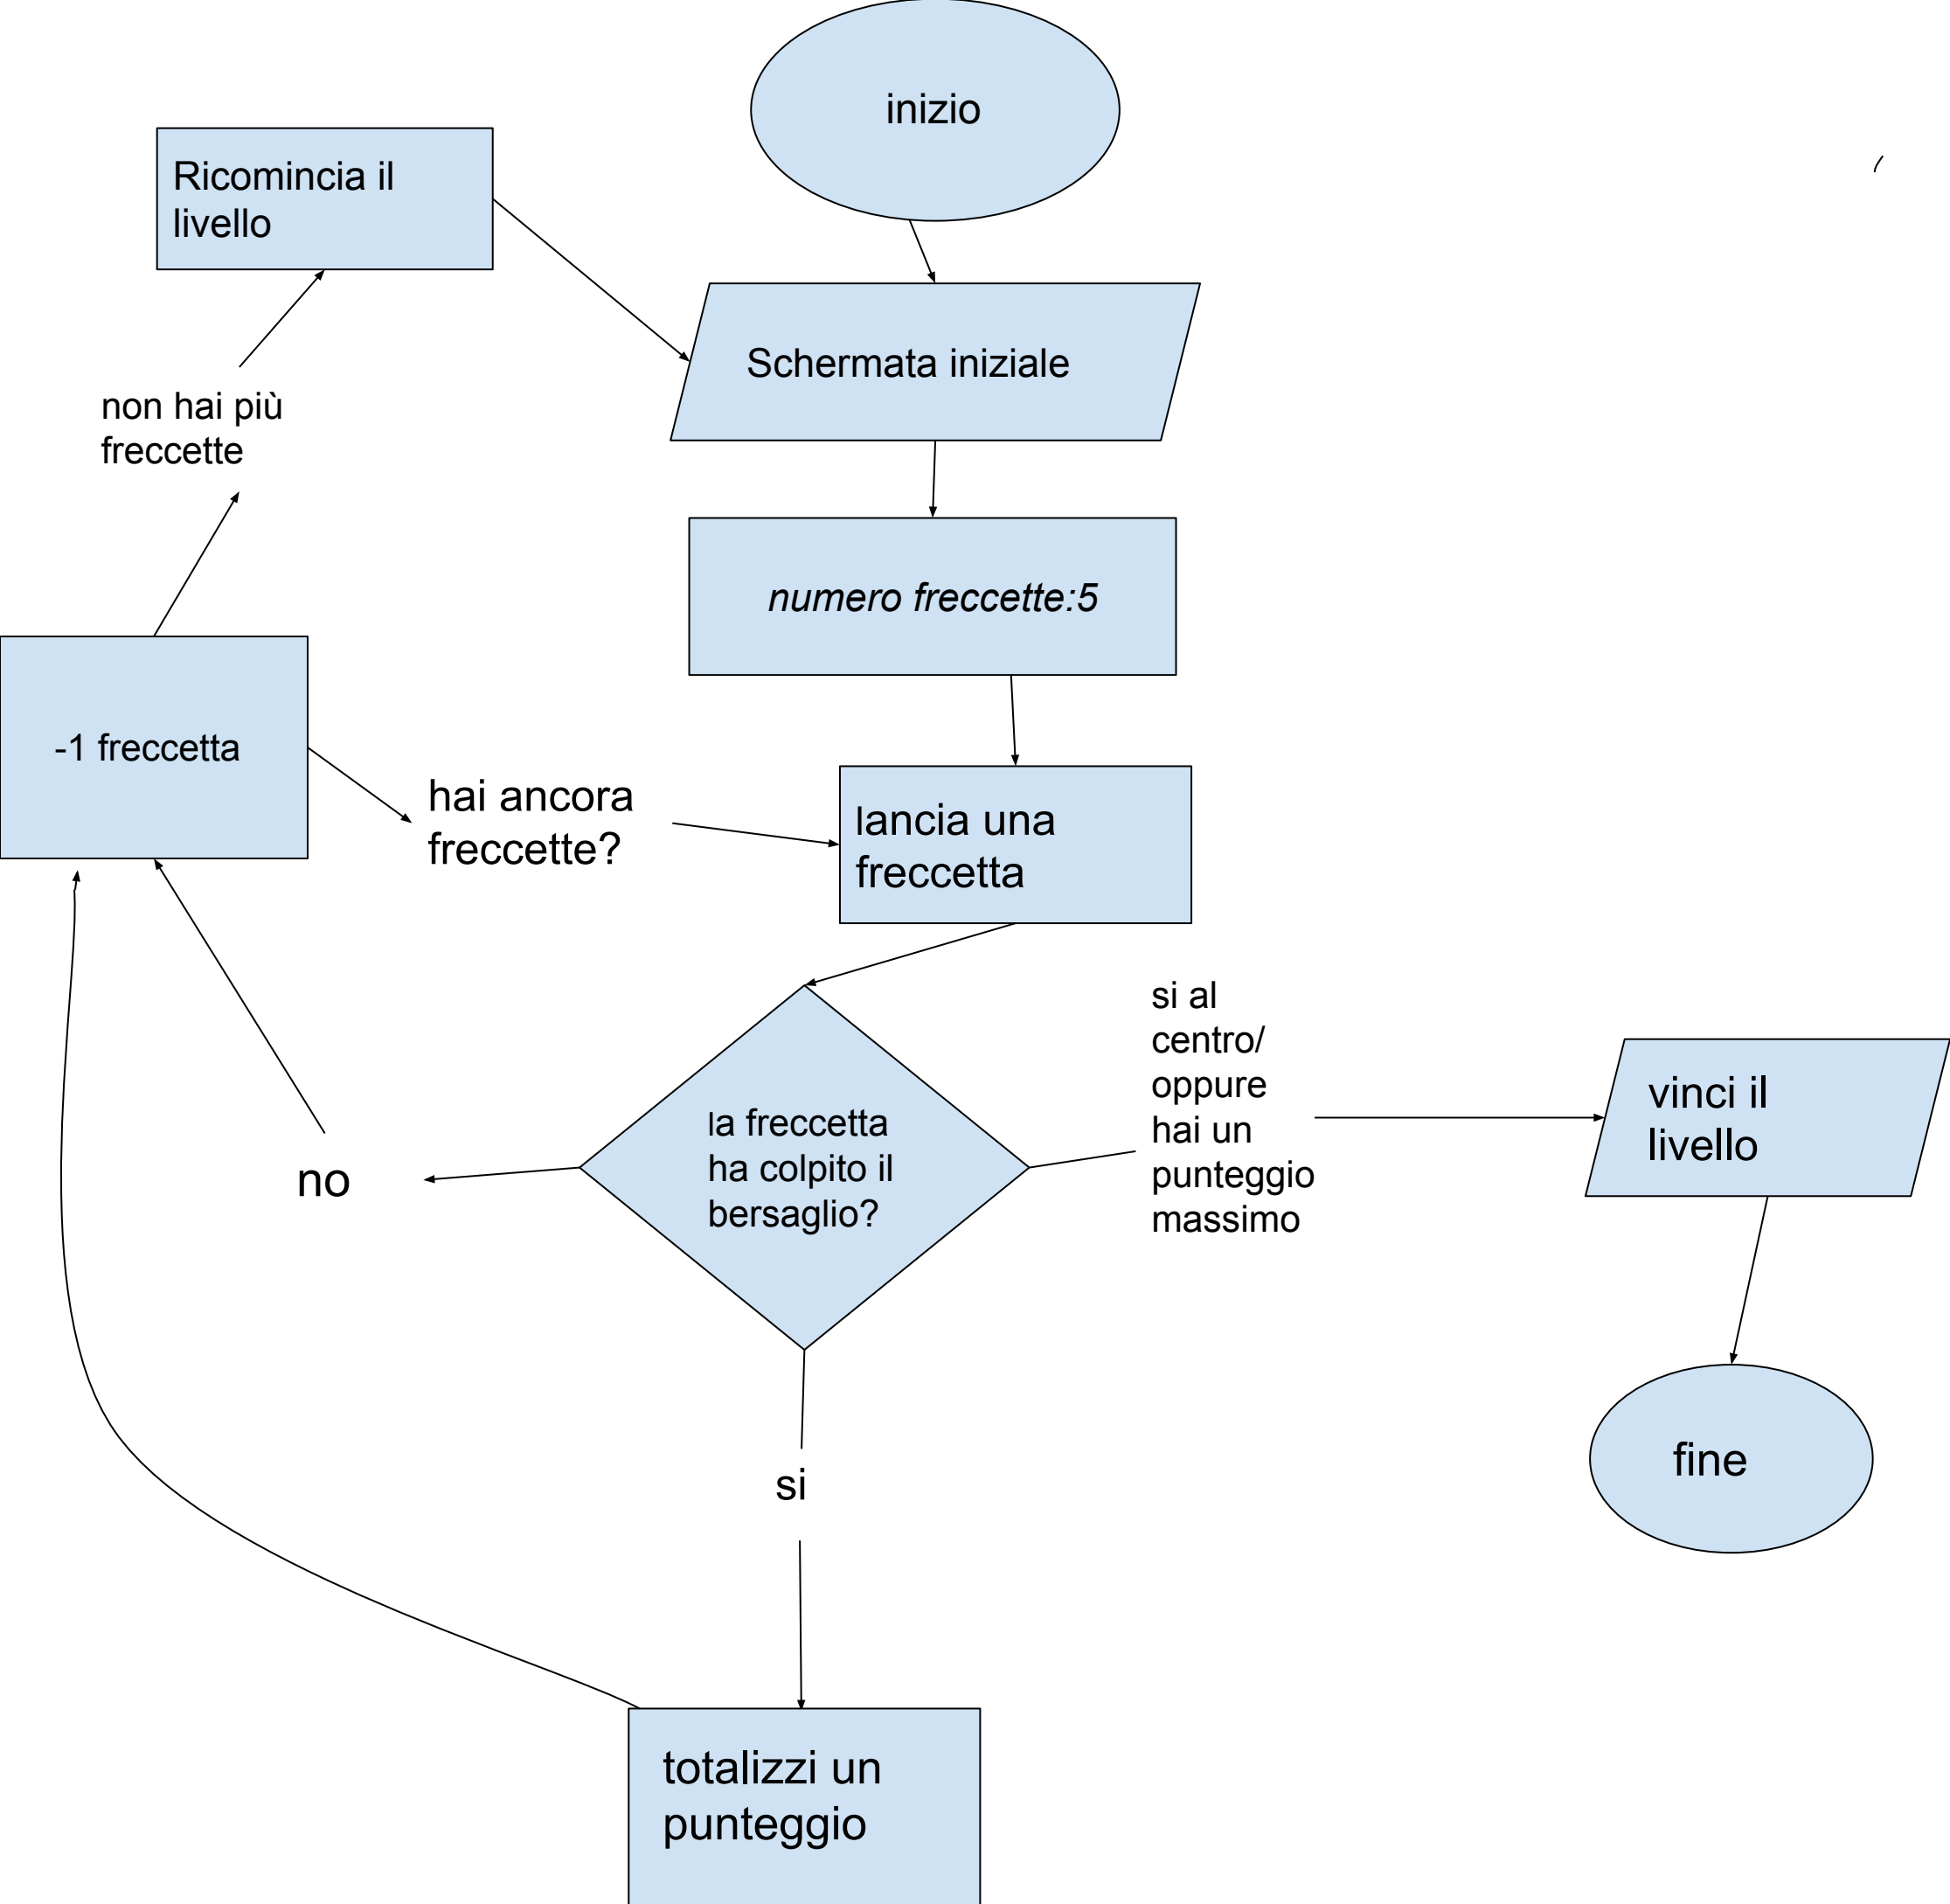 inizio
Ricomincia il
livello
Schermata iniziale
non hai più
freccette
numero freccette:5
-1 freccetta
hai ancora
freccette?
lancia una
freccetta
si al
centro/
oppure
hai un
punteggio
massimo
vinci il
livello
la freccetta
ha colpito il
bersaglio?
no
si
fine
totalizzi un
punteggio